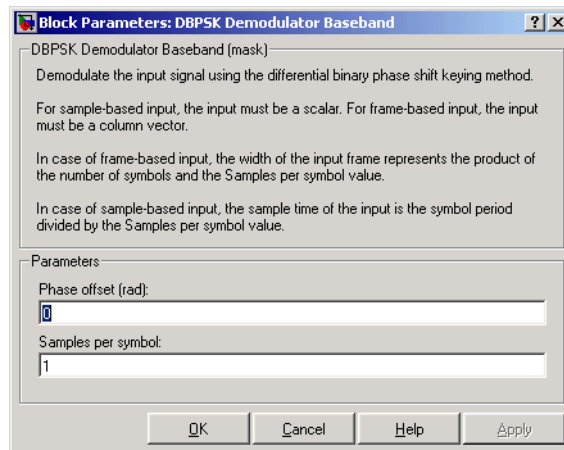 Block Parameters: DBPSK Demodulator Baseband
DBPSK Demodulator Baseband (mask)
Demodulate the input signal using the differential binary phase shift keying method.
For sample-based input, the input must be a scalar. For frame-based input, the input
must be a column vector.
In case of frame-based input, the width of the input frame represents the product of
the number of symbols and the Samples per symbol value.
In case of sample-based input, the sample time of the input is the symbol period
divided by the Samples per symbol value.
Parameters
Phase offset (rad):
0
Samples per symbol:
1
OK Cancel Help Apply